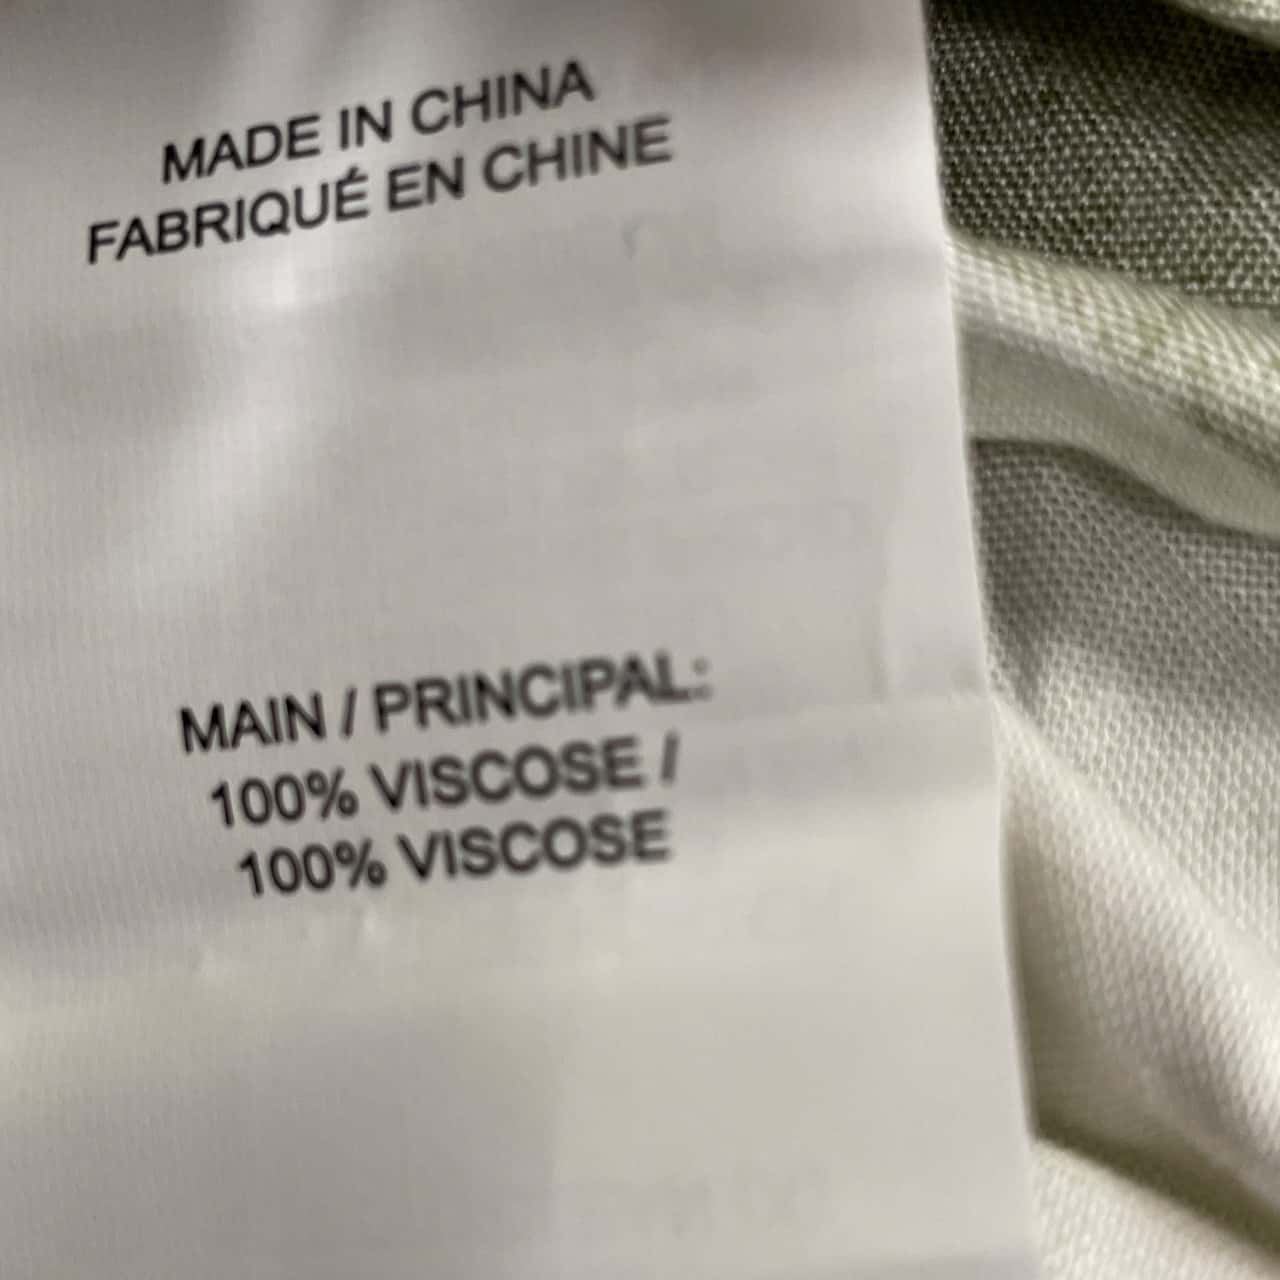 MADE IN CHINA
FABRIQUÉ EN CHINE
MAIN / PRINCIPAL:
100% VISCOSE /
100% VISCOSE